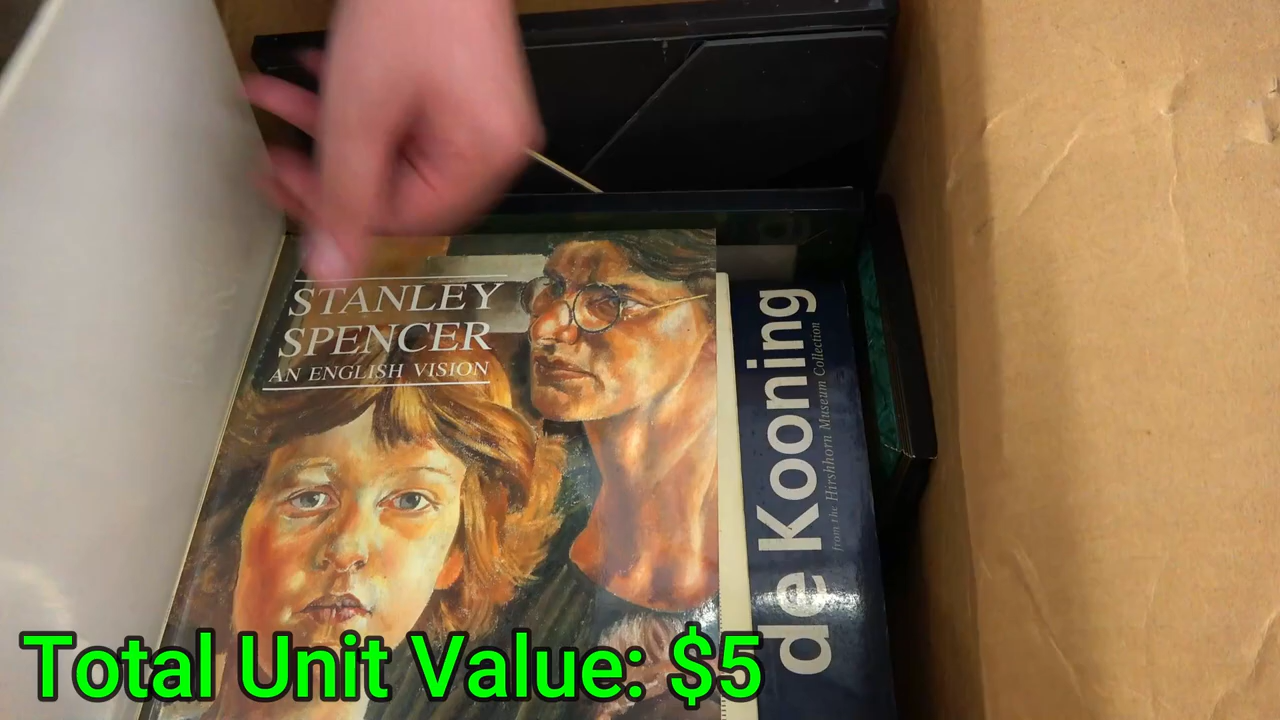 STANLEY
SPENCER
AN ENGLISH VISION
de Kooning
from the Hirshhorn Museum Collection
Total Unit Value: $5